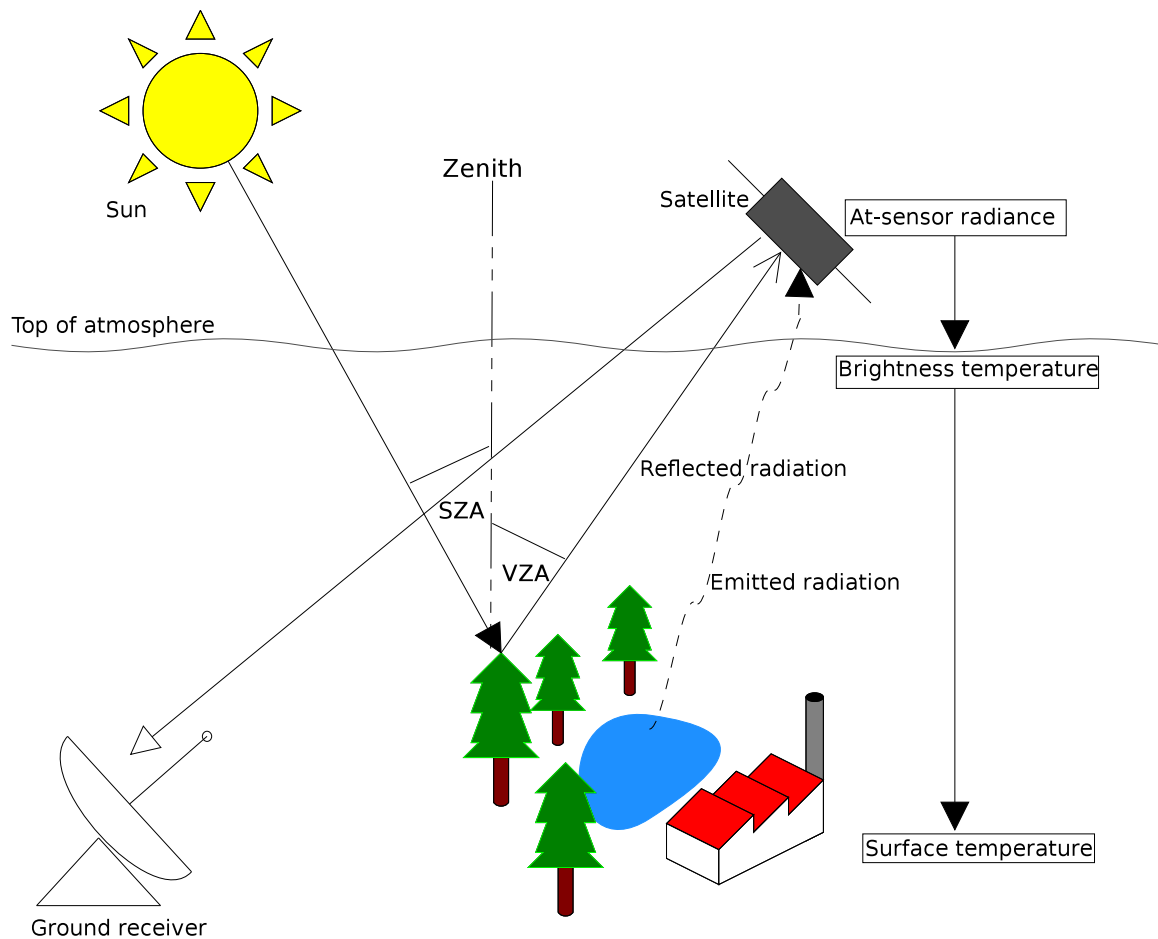 Zenith
Satellite
Sun
At-sensor radiance
Top of atmosphere
Brightness temperature
Reflected radiation
SZA
VZA
Emitted radiation
Surface temperature
Ground receiver